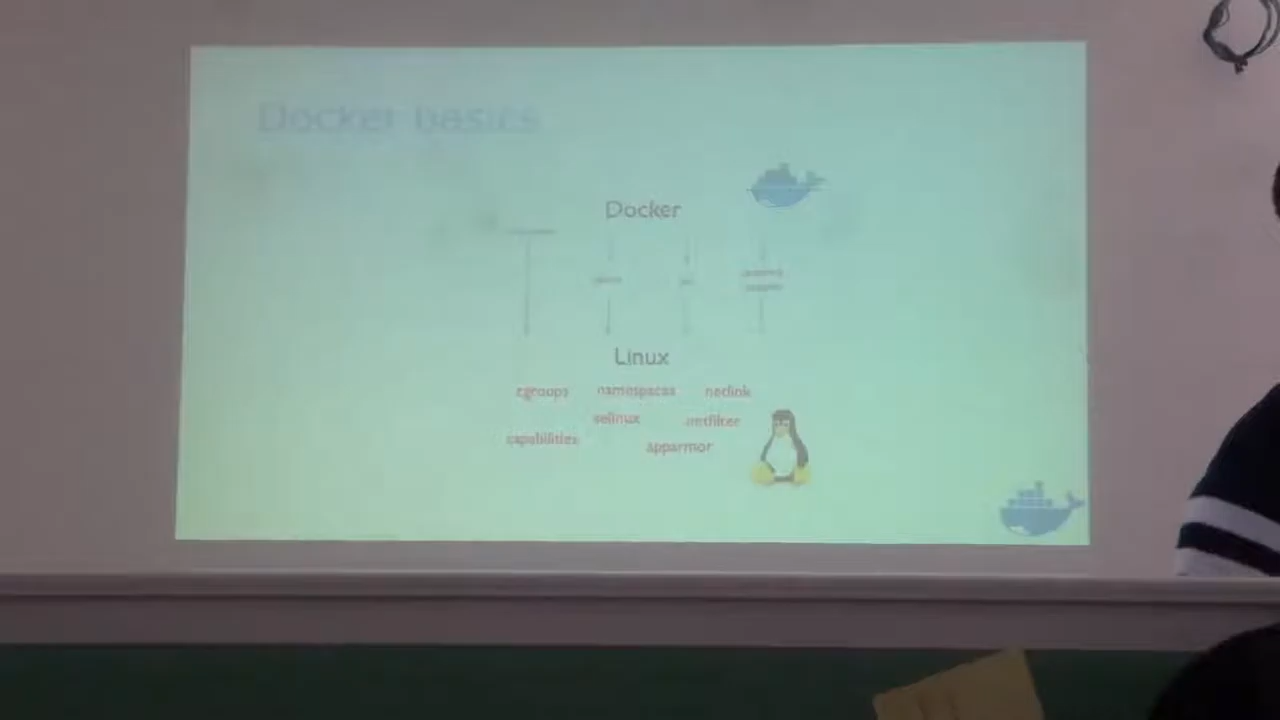 Docker basics
Docker
Linux
cgroups namespaces netlink
selinux netfilter
capabilities
apparmor